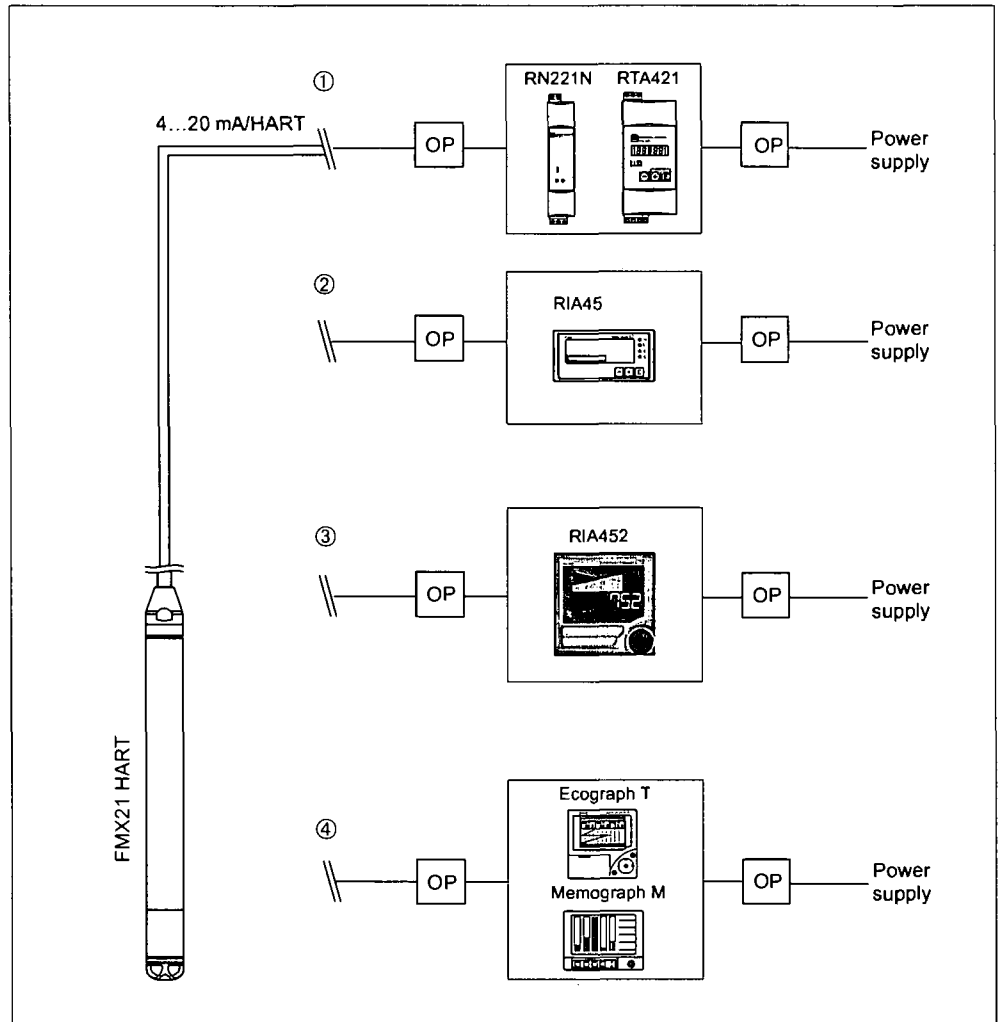 ①
RN221N RTA421
4...20 mA/HART
OP
OP
Power
supply
②
RIA45
OP
OP
Power
supply
③
RIA452
OP
OP
Power
supply
FMX21 HART
④
Ecograph T
OP
OP
Power
supply
Memograph M